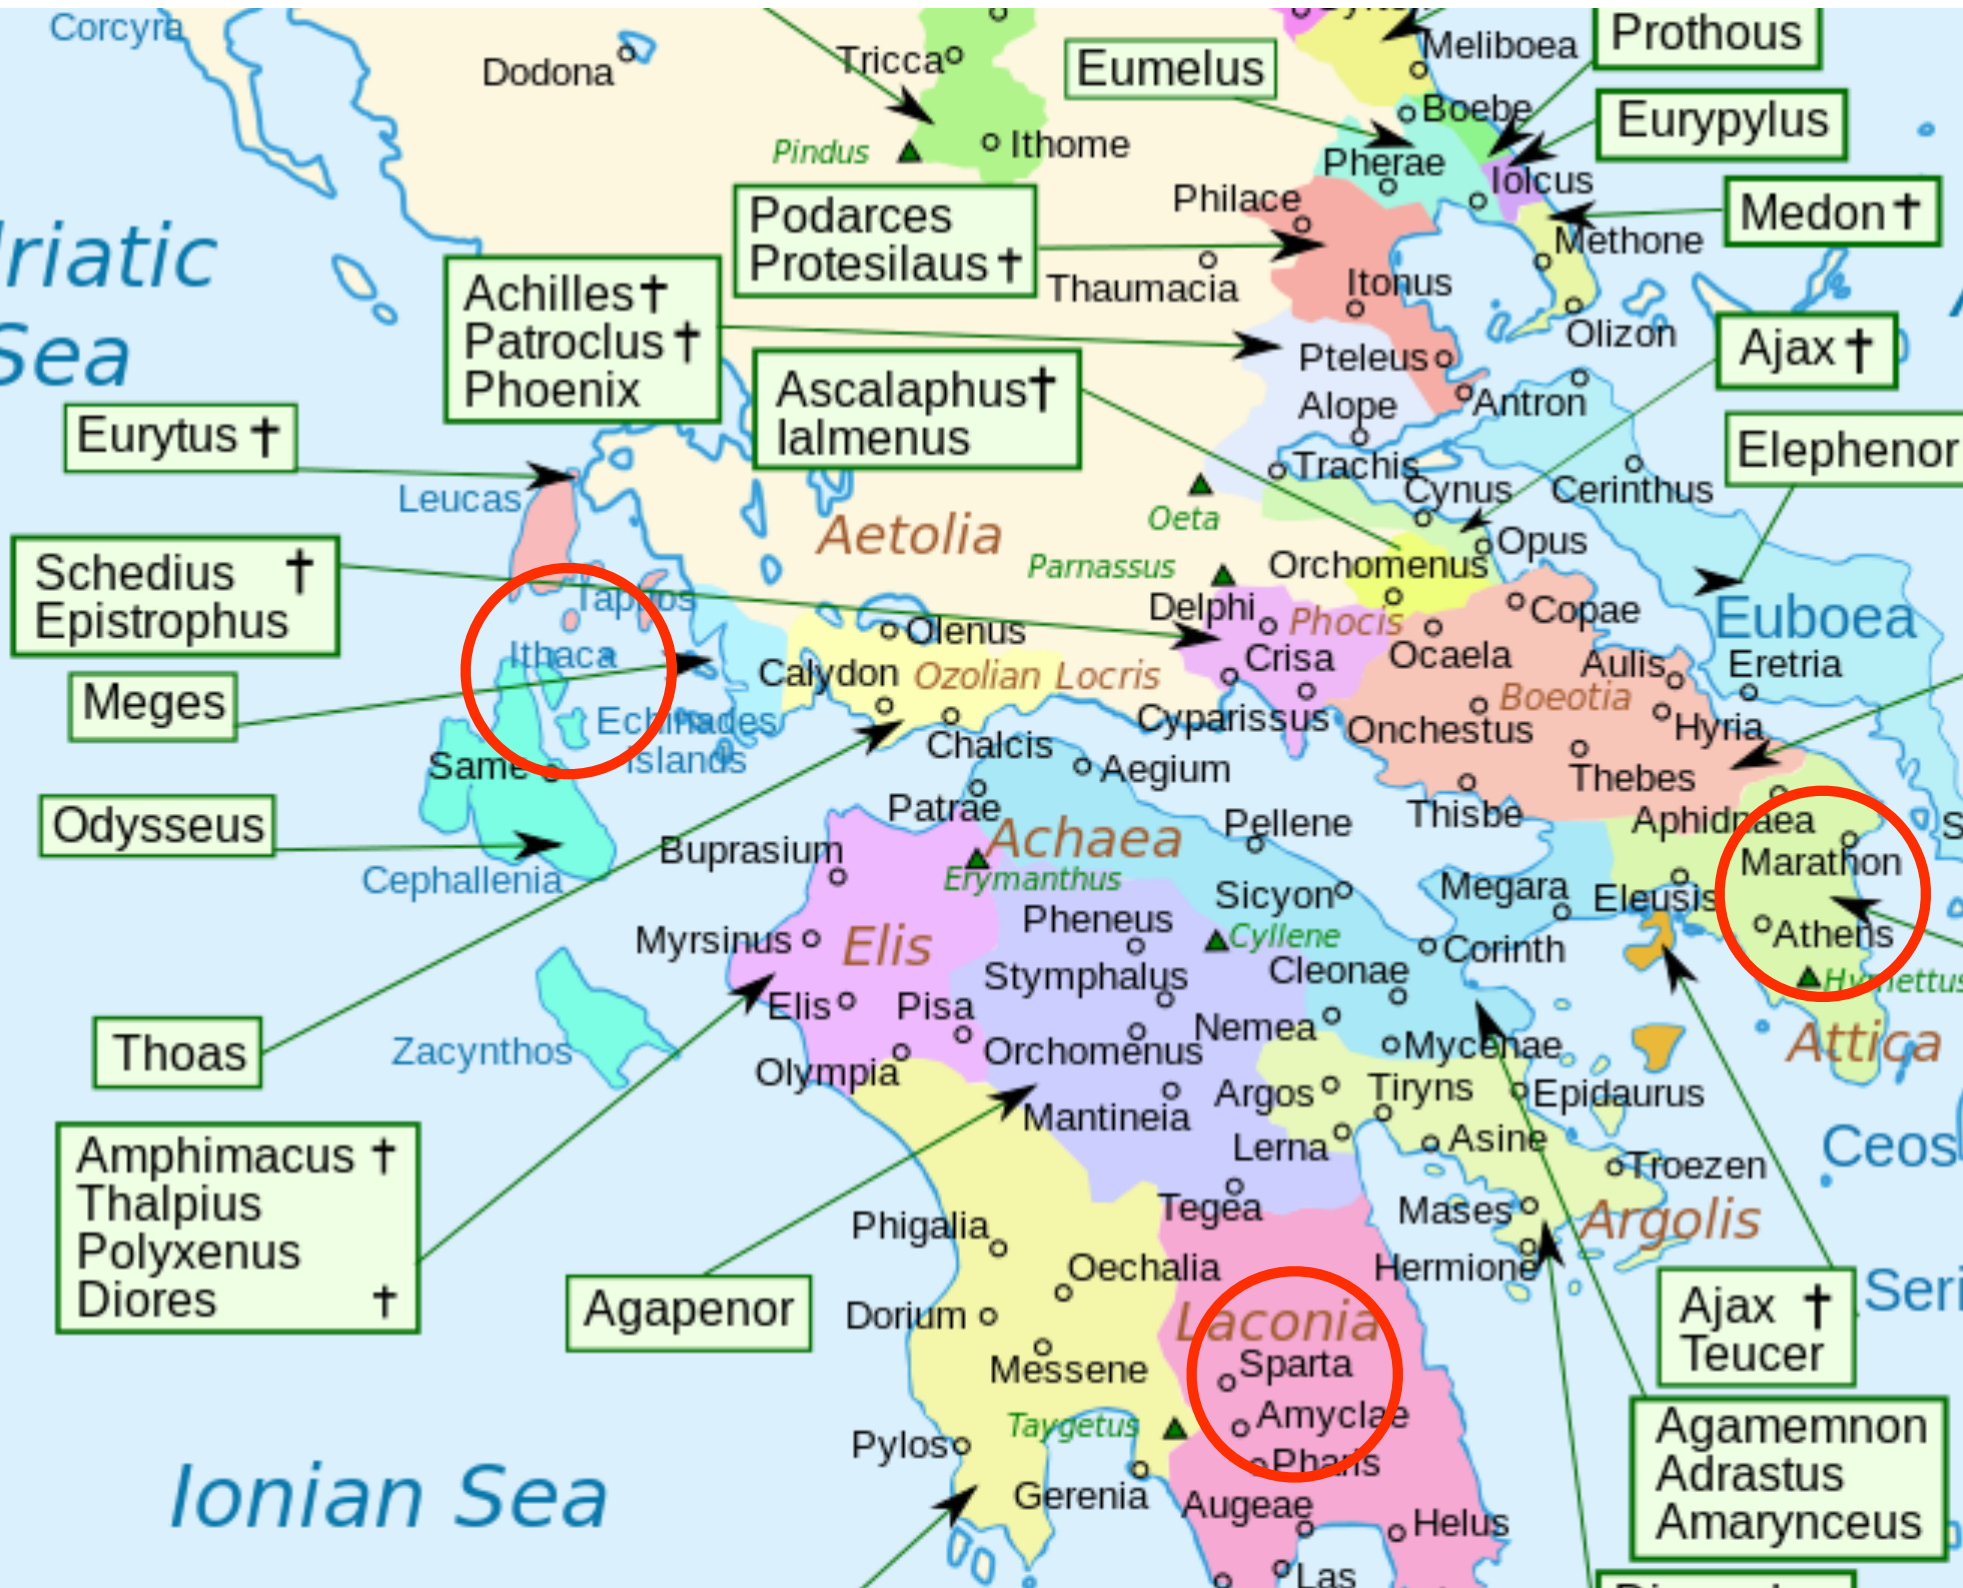 Corcyra
Dodona
Tricca
Ithome
Pindus
Eumelus
Meliboea
Prothous
Boebe
Eurypylus
Pherae
Iolcus
Medon †
Methone
Philace
Podarces
Protesilaus †
Thaumacia
Itonus
Olizon
riatic
Sea
Achilles †
Patroclus †
Phoenix
Pteleus
Ajax †
Antron
Alope
Ascalaphus †
Ialmenus
Eurytus †
Leucas
Trachis
Cynus
Cerinthus
Elephenor
Oeta
Aetolia
Opus
Parnassus
Orchomenus
Schedius †
Epistrophus
Taphos
Delphi
Phocis
Copae
Euboea
Olenus
Ithaca
Crisa
Ocaela
Aulis
Eretria
Calydon
Ozolian Locris
Boeotia
Meges
Echinades
Islands
Cyparissus
Onchestus
Hyria
Chalcis
Same
Aegium
Thebes
Patrae
Thisbe
Aphidnaea
Pellene
S
Odysseus
Achaea
Buprasium
Marathon
Cephallenia
Erymanthus
Sicyon
Megara
Eleusis
Pheneus
Cyllene
Athens
Myrsinus
Elis
Corinth
Stymphalus
Cleonae
Hymettus
Elis
Pisa
Nemea
Thoas
Zacynthos
Orchomenus
Mycenae
Attica
Olympia
Argos
Tiryns
Epidaurus
Mantineia
Lerna
Asine
Ceos
Amphimacus †
Thalpius
Polyxenus
Diores †
Troezen
Tegea
Mases
Argolis
Phigalia
Oechalia
Hermione
Agapenor
Dorium
Laconia
Seri
Ajax †
Teucer
Sparta
Messene
Amyclae
Taygetus
Pylos
Pharis
Agamemnon
Adrastus
Amarynceus
Ionian Sea
Gerenia
Augeae
Helus
Las